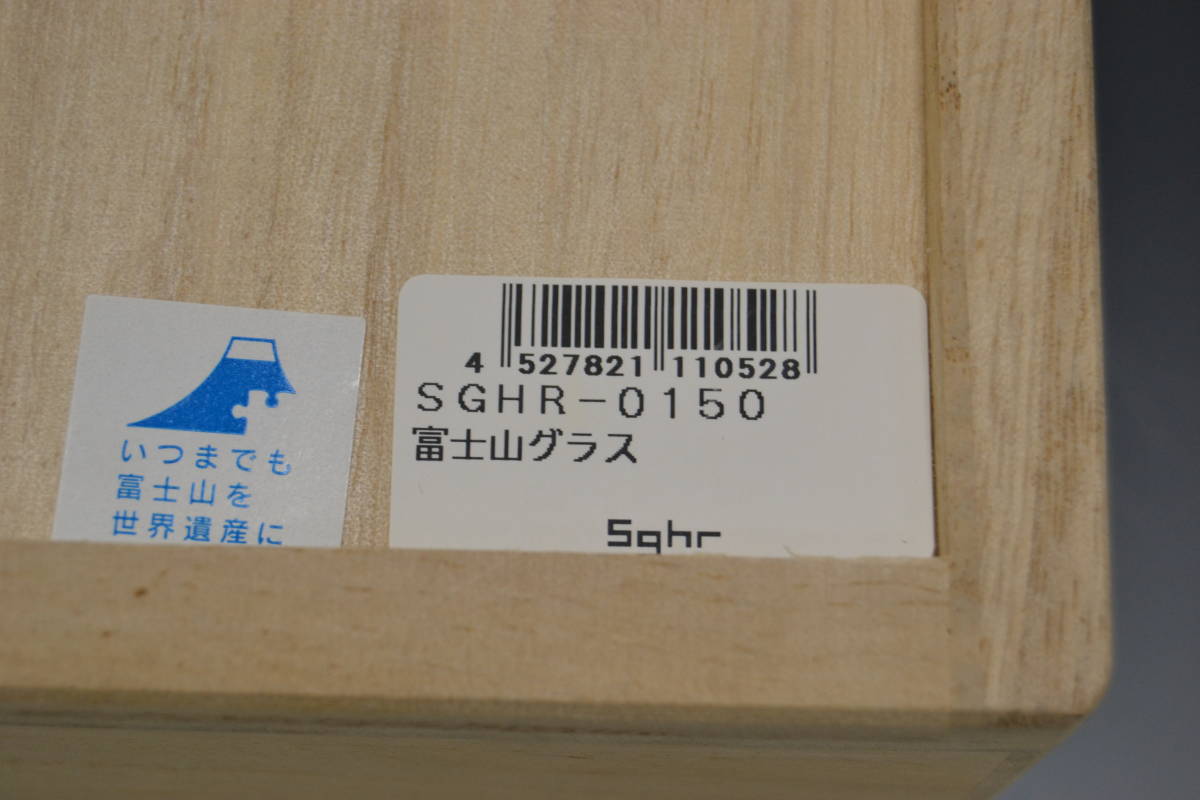 いつまでも
富士山を
世界遺産に
4 527821 110528
SGHR-0150
富士山グラス
Sghr